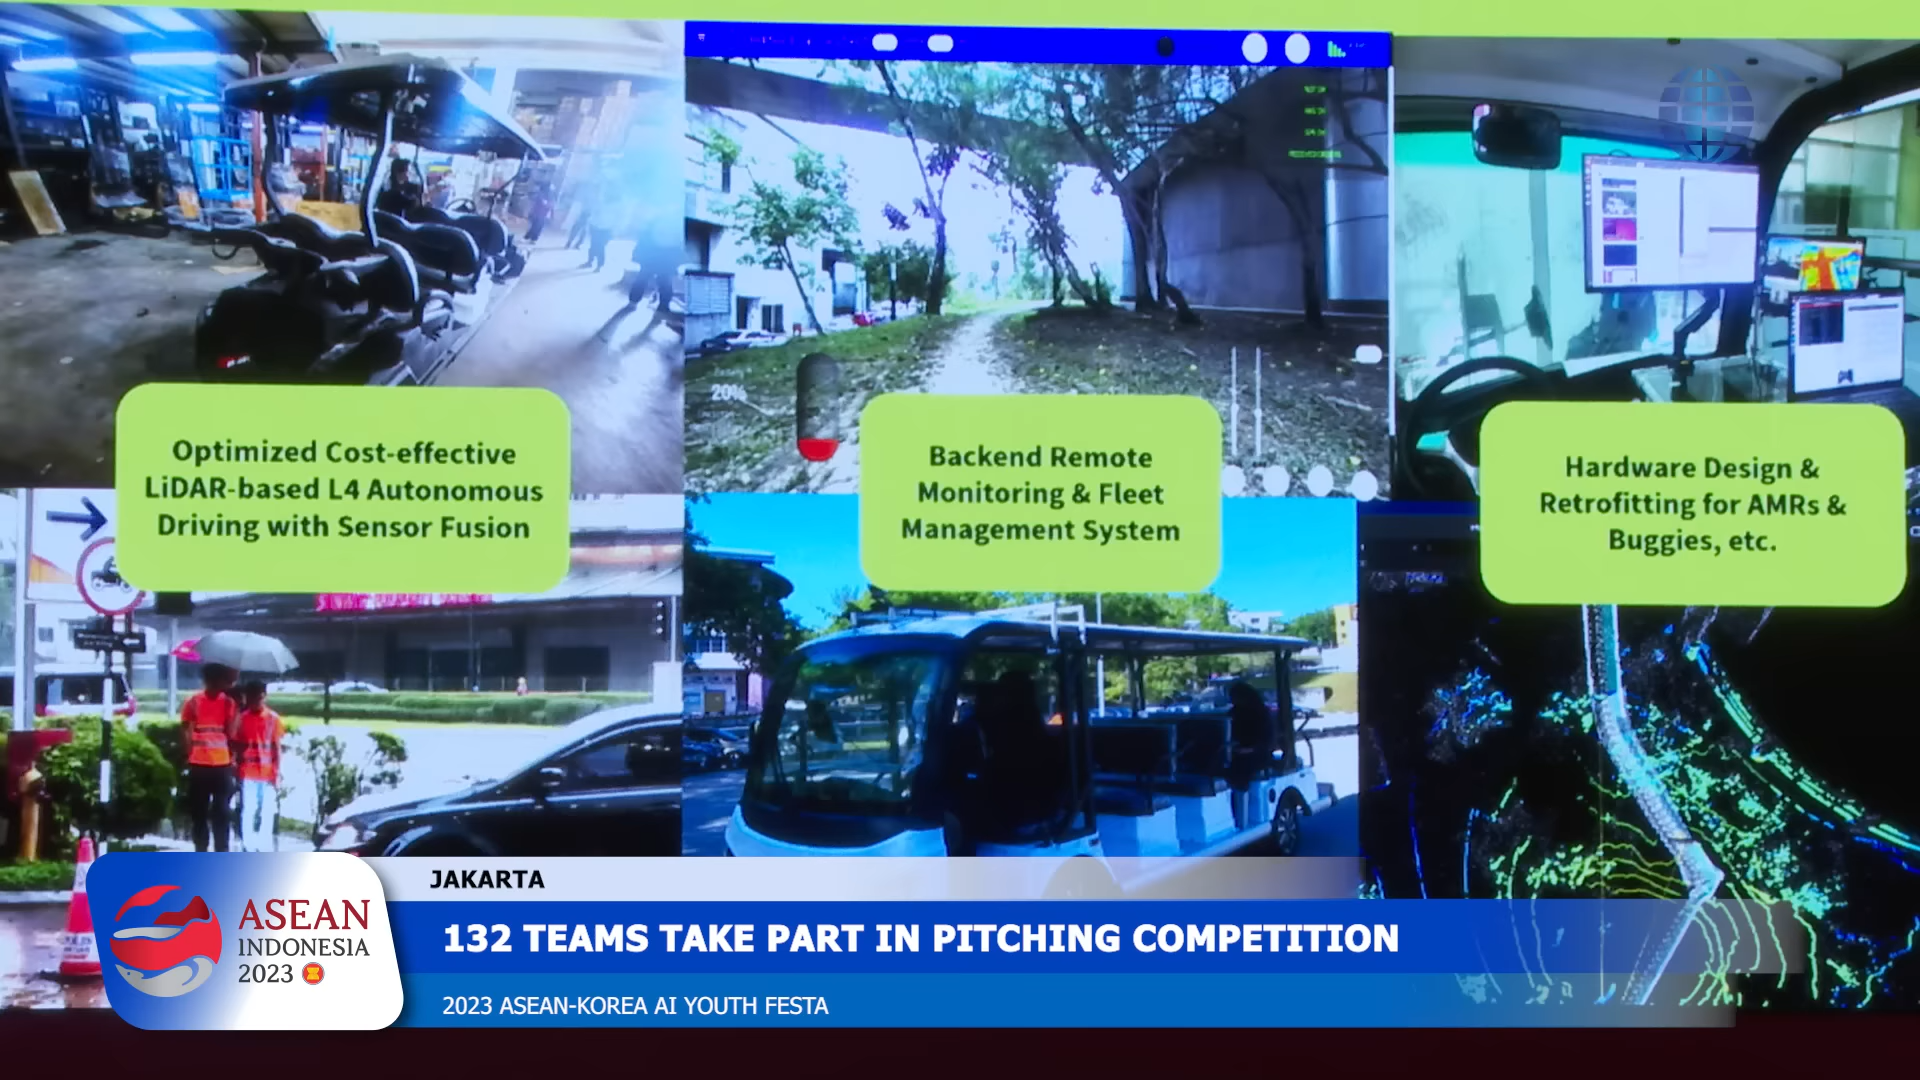 20%
Optimized Cost-effective
LiDAR-based L4 Autonomous
Driving with Sensor Fusion
Backend Remote
Monitoring & Fleet
Management System
Hardware Design &
Retrofitting for AMRs &
Buggies, etc.
JAKARTA
132 TEAMS TAKE PART IN PITCHING COMPETITION
2023 ASEAN-KOREA AI YOUTH FESTA
ASEAN
INDONESIA
2023